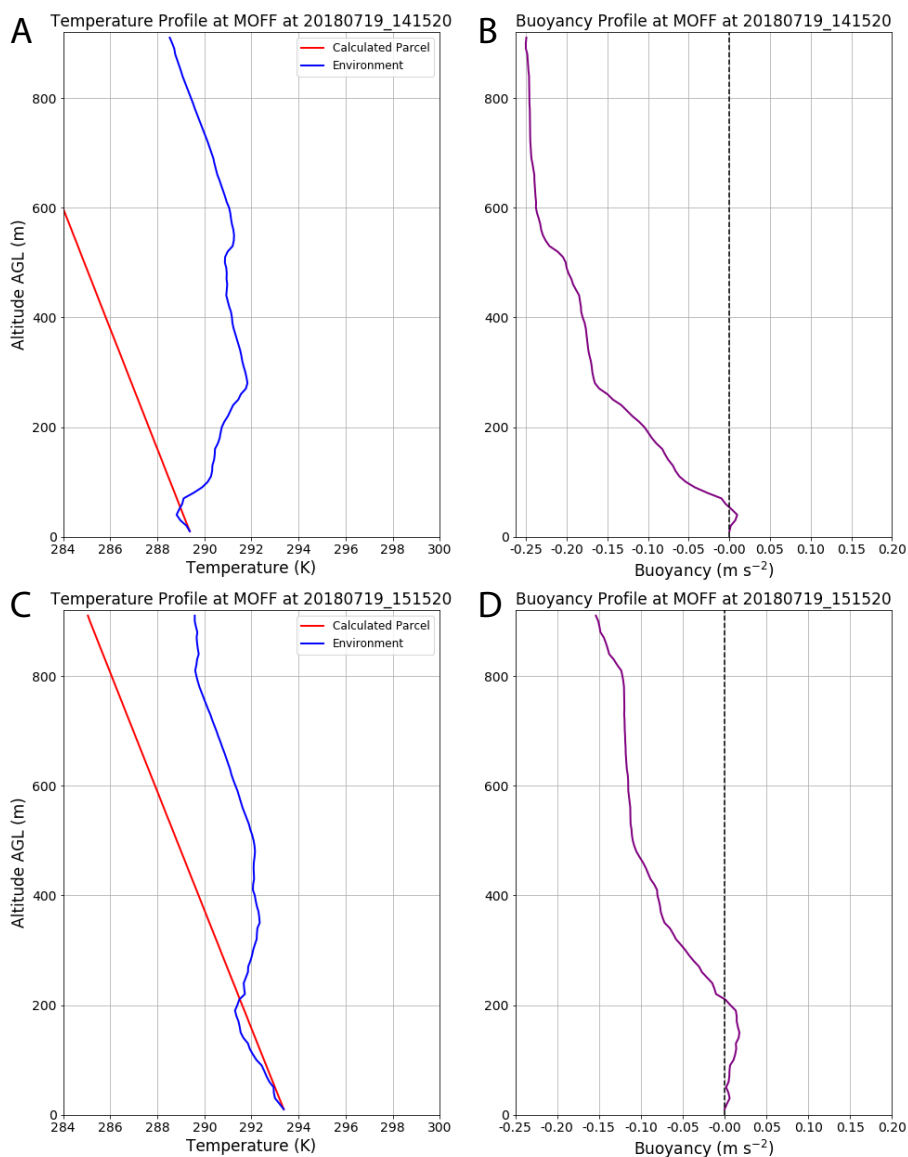 A
Temperature Profile at MOFF at 20180719_141520
Calculated Parcel
Environment
Altitude AGL (m)
800
600
400
200
0
284 286 288 290 292 294 296 298 300
Temperature (K)
B
Buoyancy Profile at MOFF at 20180719_141520
800
600
400
200
0
-0.25 -0.20 -0.15 -0.10 -0.05 -0.00 0.05 0.10 0.15 0.20
Buoyancy (m s⁻²)
C
Temperature Profile at MOFF at 20180719_151520
Calculated Parcel
Environment
Altitude AGL (m)
800
600
400
200
0
284 286 288 290 292 294 296 298 300
Temperature (K)
D
Buoyancy Profile at MOFF at 20180719_151520
800
600
400
200
0
-0.25 -0.20 -0.15 -0.10 -0.05 -0.00 0.05 0.10 0.15 0.20
Buoyancy (m s⁻²)